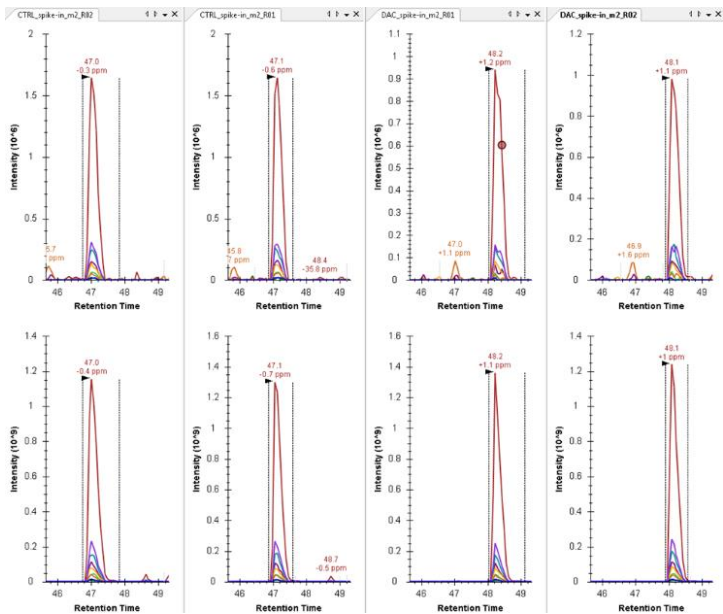 CTRL_spike-in_m2_R02
CTRL_spike-in_m2_R01
DAC_spike-in_m2_R01
DAC_spike-in_m2_R02
Intensity (10^6)
2
1.5
1
0.5
0
47.0
-0.3 ppm
5.7
46 47 48 49
Retention Time
Intensity (10^6)
2
1.5
1
0.5
0
47.1
-0.6 ppm
45.8
7 ppm
48.4
-35.8 ppm
46 47 48 49
Retention Time
Intensity (10^6)
1.1
1
0.9
0.8
0.7
0.6
0.5
0.4
0.3
0.2
0.1
0
48.2
+1.2 ppm
47.0
+1.1 ppm
46 47 48 49
Retention Time
Intensity (10^6)
1.2
1
0.8
0.6
0.4
0.2
0
48.1
+1.1 ppm
46.9
+1.6 ppm
46 47 48 49
Retention Time
Intensity (10^9)
1.4
1.2
1
0.8
0.6
0.4
0.2
0
47.0
-0.4 ppm
46 47 48 49
Retention Time
Intensity (10^9)
1.6
1.4
1.2
1
0.8
0.6
0.4
0.2
0
47.1
-0.7 ppm
48.7
-0.5 ppm
46 47 48 49
Retention Time
Intensity (10^9)
1.6
1.4
1.2
1
0.8
0.6
0.4
0.2
0
48.2
+1.1 ppm
46 47 48 49
Retention Time
Intensity (10^9)
1.4
1.2
1
0.8
0.6
0.4
0.2
0
48.1
+1 ppm
46 47 48 49
Retention Time